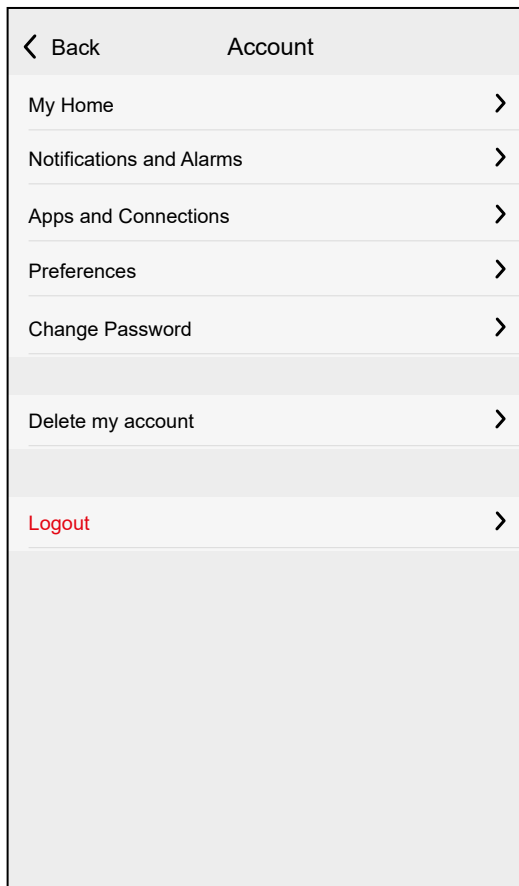 Back Account
My Home
Notifications and Alarms
Apps and Connections
Preferences
Change Password
Delete my account
Logout